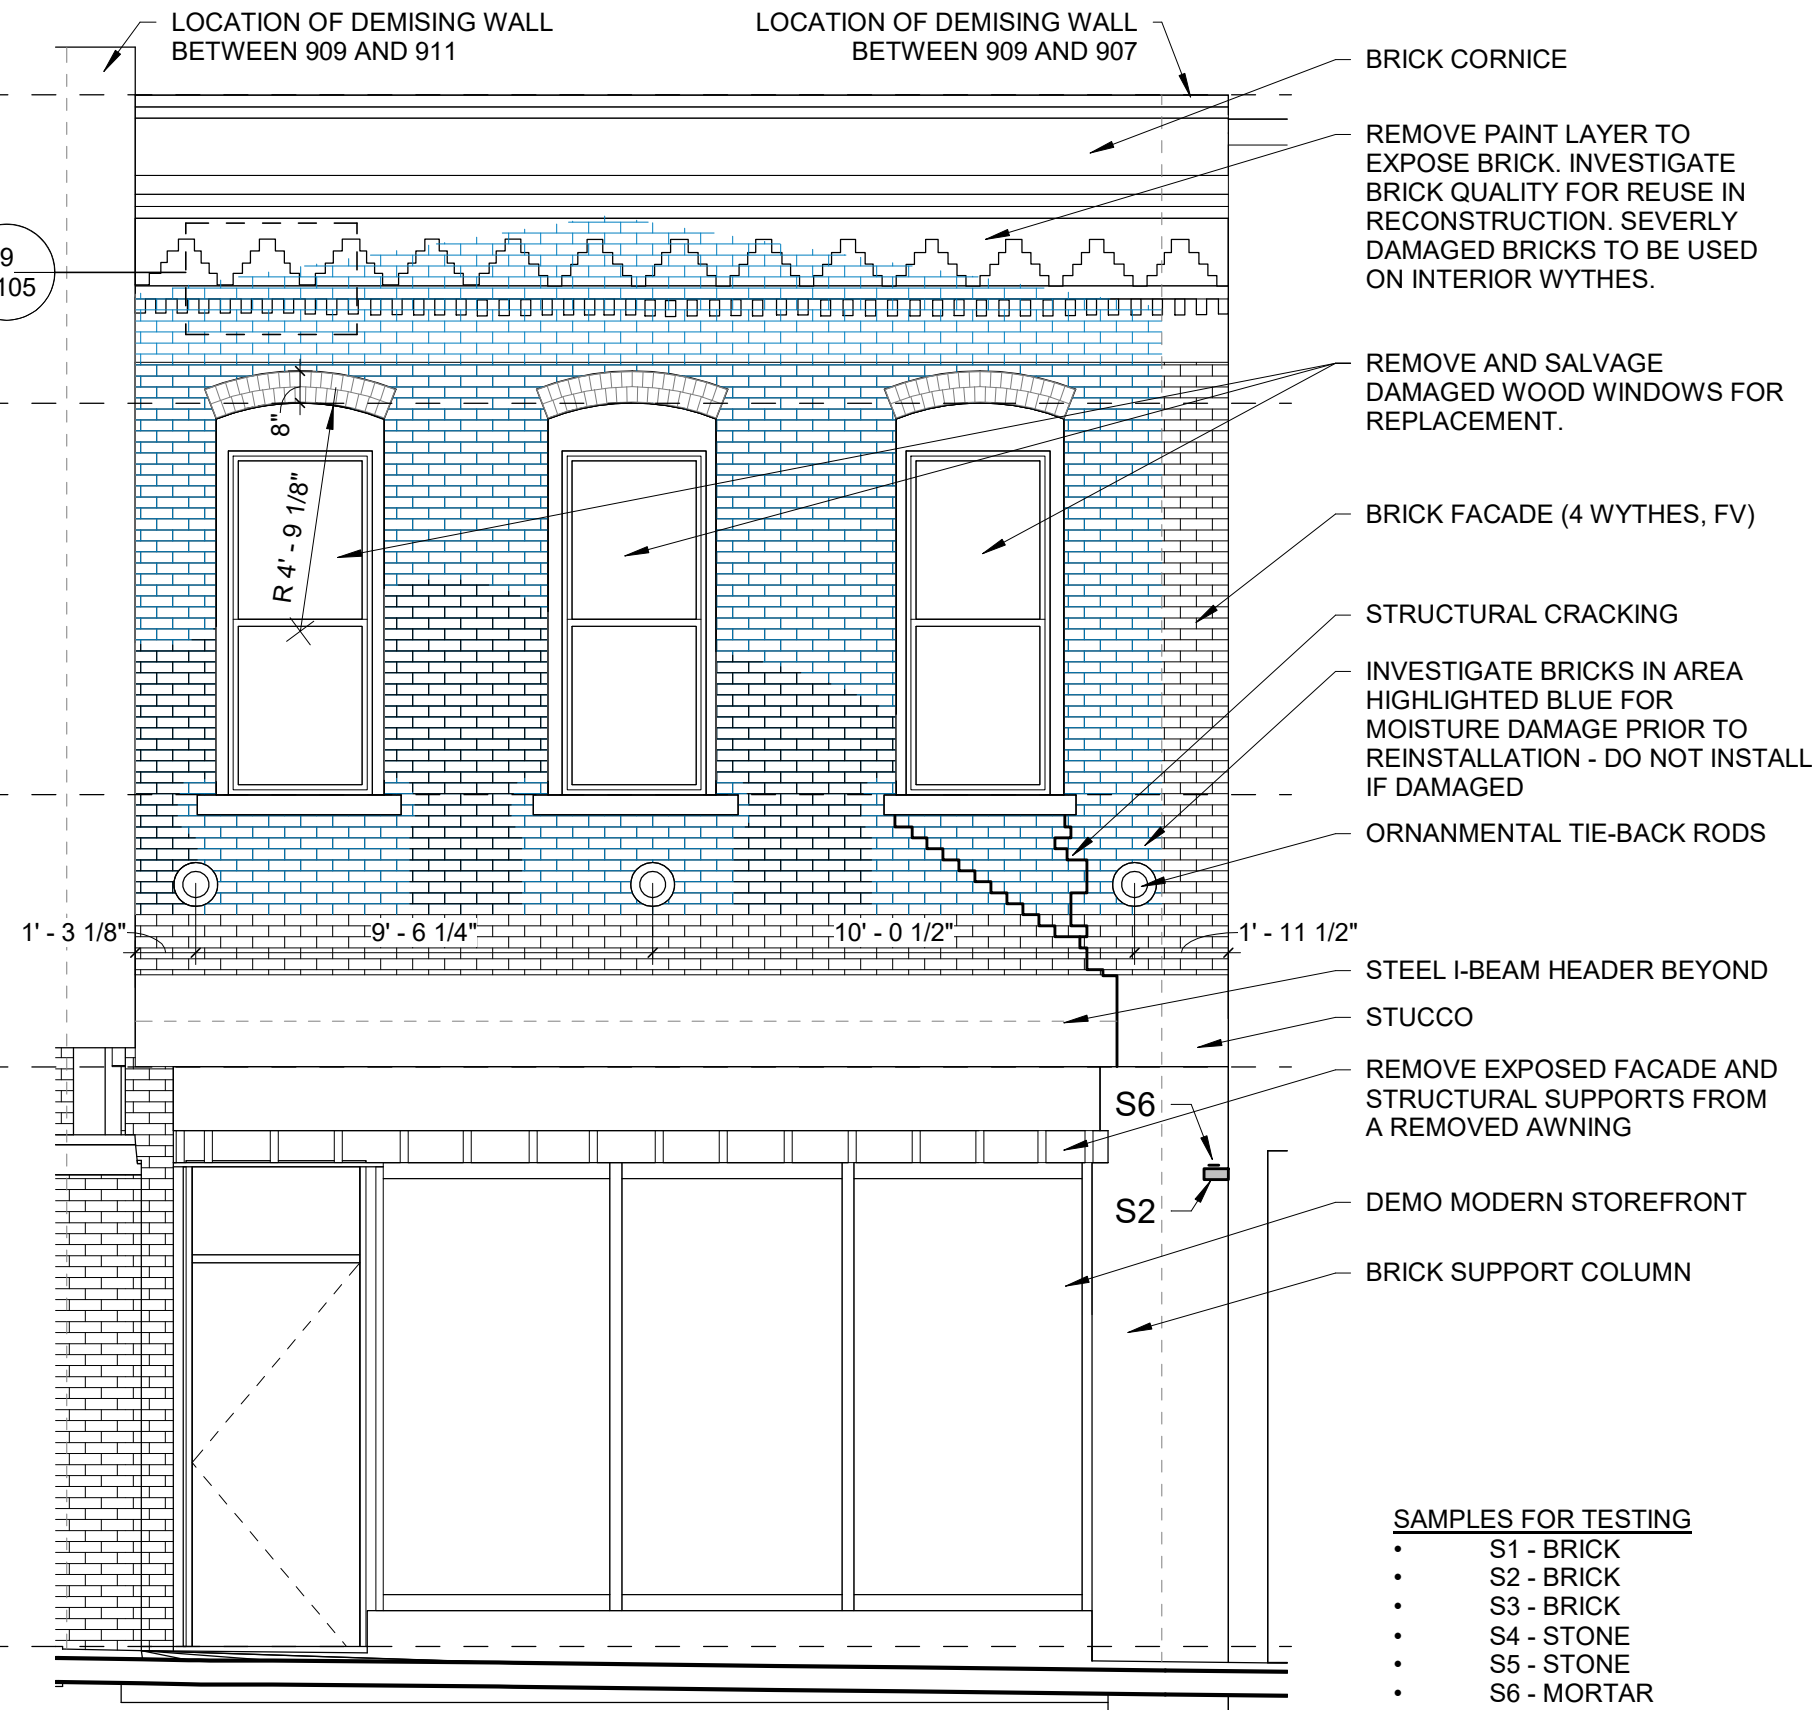 LOCATION OF DEMISING WALL
BETWEEN 909 AND 911
LOCATION OF DEMISING WALL
BETWEEN 909 AND 907
BRICK CORNICE
REMOVE PAINT LAYER TO
EXPOSE BRICK. INVESTIGATE
BRICK QUALITY FOR REUSE IN
RECONSTRUCTION. SEVERLY
DAMAGED BRICKS TO BE USED
ON INTERIOR WYTHES.
9
105
REMOVE AND SALVAGE
DAMAGED WOOD WINDOWS FOR
REPLACEMENT.
8"
R 4' - 9 1/8"
BRICK FACADE (4 WYTHES, FV)
STRUCTURAL CRACKING
INVESTIGATE BRICKS IN AREA
HIGHLIGHTED BLUE FOR
MOISTURE DAMAGE PRIOR TO
REINSTALLATION - DO NOT INSTALL
IF DAMAGED
ORNANMENTAL TIE-BACK RODS
1' - 3 1/8"
9' - 6 1/4"
10' - 0 1/2"
1' - 11 1/2"
STEEL I-BEAM HEADER BEYOND
STUCCO
REMOVE EXPOSED FACADE AND
STRUCTURAL SUPPORTS FROM
A REMOVED AWNING
S6
S2
DEMO MODERN STOREFRONT
BRICK SUPPORT COLUMN
SAMPLES FOR TESTING
• S1 - BRICK
• S2 - BRICK
• S3 - BRICK
• S4 - STONE
• S5 - STONE
• S6 - MORTAR